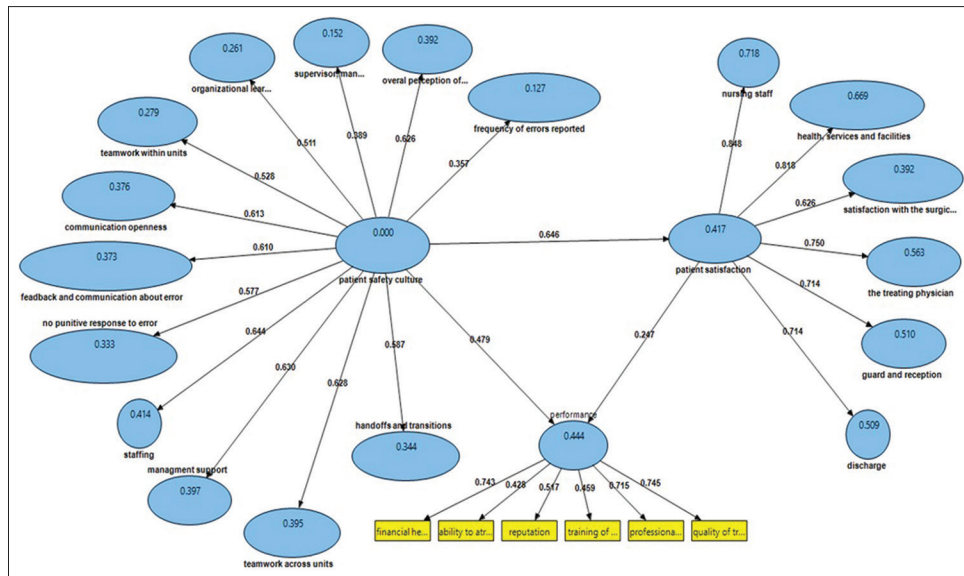 0.261
organizational lear...
0.152
supervisor,man...
0.392
overal perception of...
0.127
frequency of errors reported
0.718
nursing staff
0.669
health, services and facilities
0.279
teamwork within units
0.511
0.389
0.626
0.357
0.848
0.818
0.392
satisfaction with the surgic...
0.376
communication openness
0.528
0.613
0.626
0.000
patient safety culture
0.646
0.417
patient satisfaction
0.750
0.563
the treating physician
0.373
feadback and communication about error
0.610
0.577
0.714
no punitive response to error
0.333
0.644
0.630
0.628
0.587
0.479
0.247
0.714
0.510
guard and reception
0.414
staffing
handoffs and transitions
0.344
performance
0.444
0.509
discharge
managment support
0.397
0.395
teamwork across units
0.743
0.428
0.517
0.459
0.715
0.745
financial he...
ability to atr...
reputation
training of ...
professiona...
quality of tr...